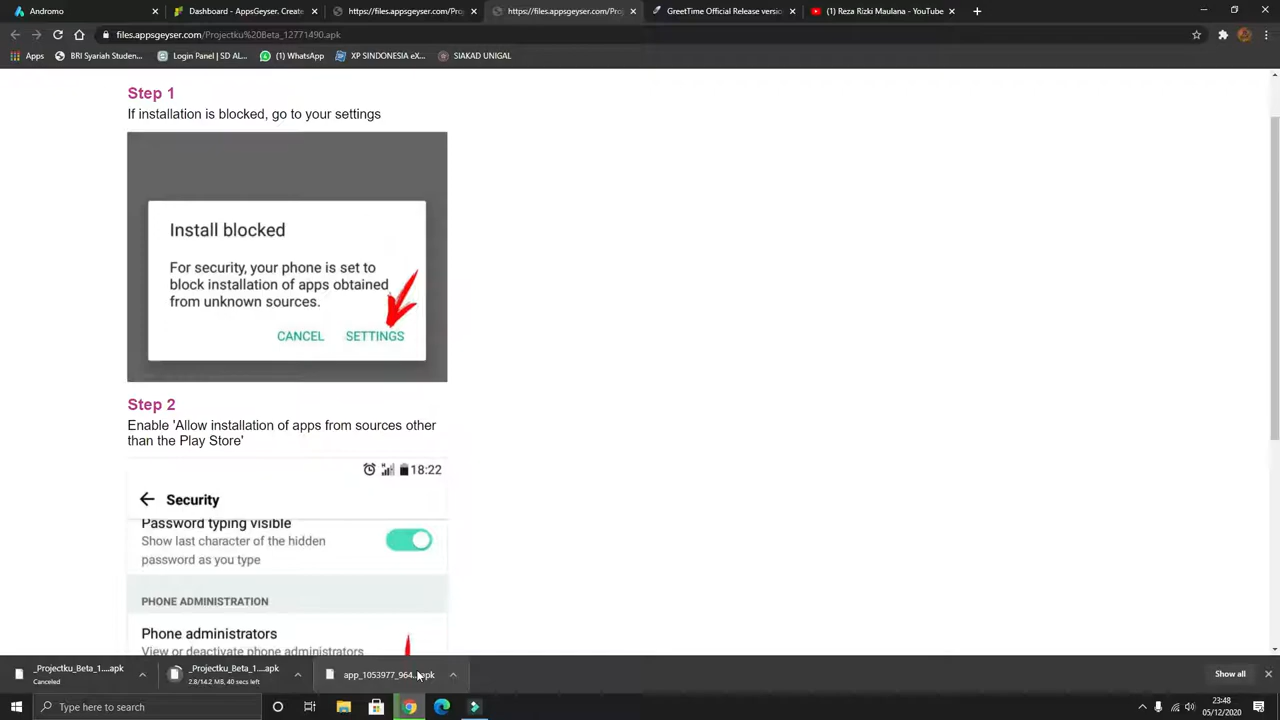 Andromo
Dashboard - AppsGeyser. Create
https://files.appsgeyser.com/Pro
https://files.appsgeyser.com/Pro
GreetTime Official Release versio
(1) Reza Rizki Maulana - YouTube
files.appsgeyser.com/Projectku%20Beta_12771490.apk
Apps
BRI Syariah Studen...
Login Panel | SD AL...
(1) WhatsApp
XP SINDONESIA eX...
SIAKAD UNIGAL
Step 1
If installation is blocked, go to your settings
Install blocked
For security, your phone is set to
block installation of apps obtained
from unknown sources.
CANCEL SETTINGS
Step 2
Enable 'Allow installation of apps from sources other
than the Play Store'
18:22
Security
Password typing visible
Show last character of the hidden
password as you type
PHONE ADMINISTRATION
Phone administrators
View or deactivate phone administrators
_Projectku_Beta_1....apk
Canceled
_Projectku_Beta_1....apk
2.8/14.2 MB, 40 secs left
app_1053977_964....apk
Show all
Type here to search
23:48
05/12/2020